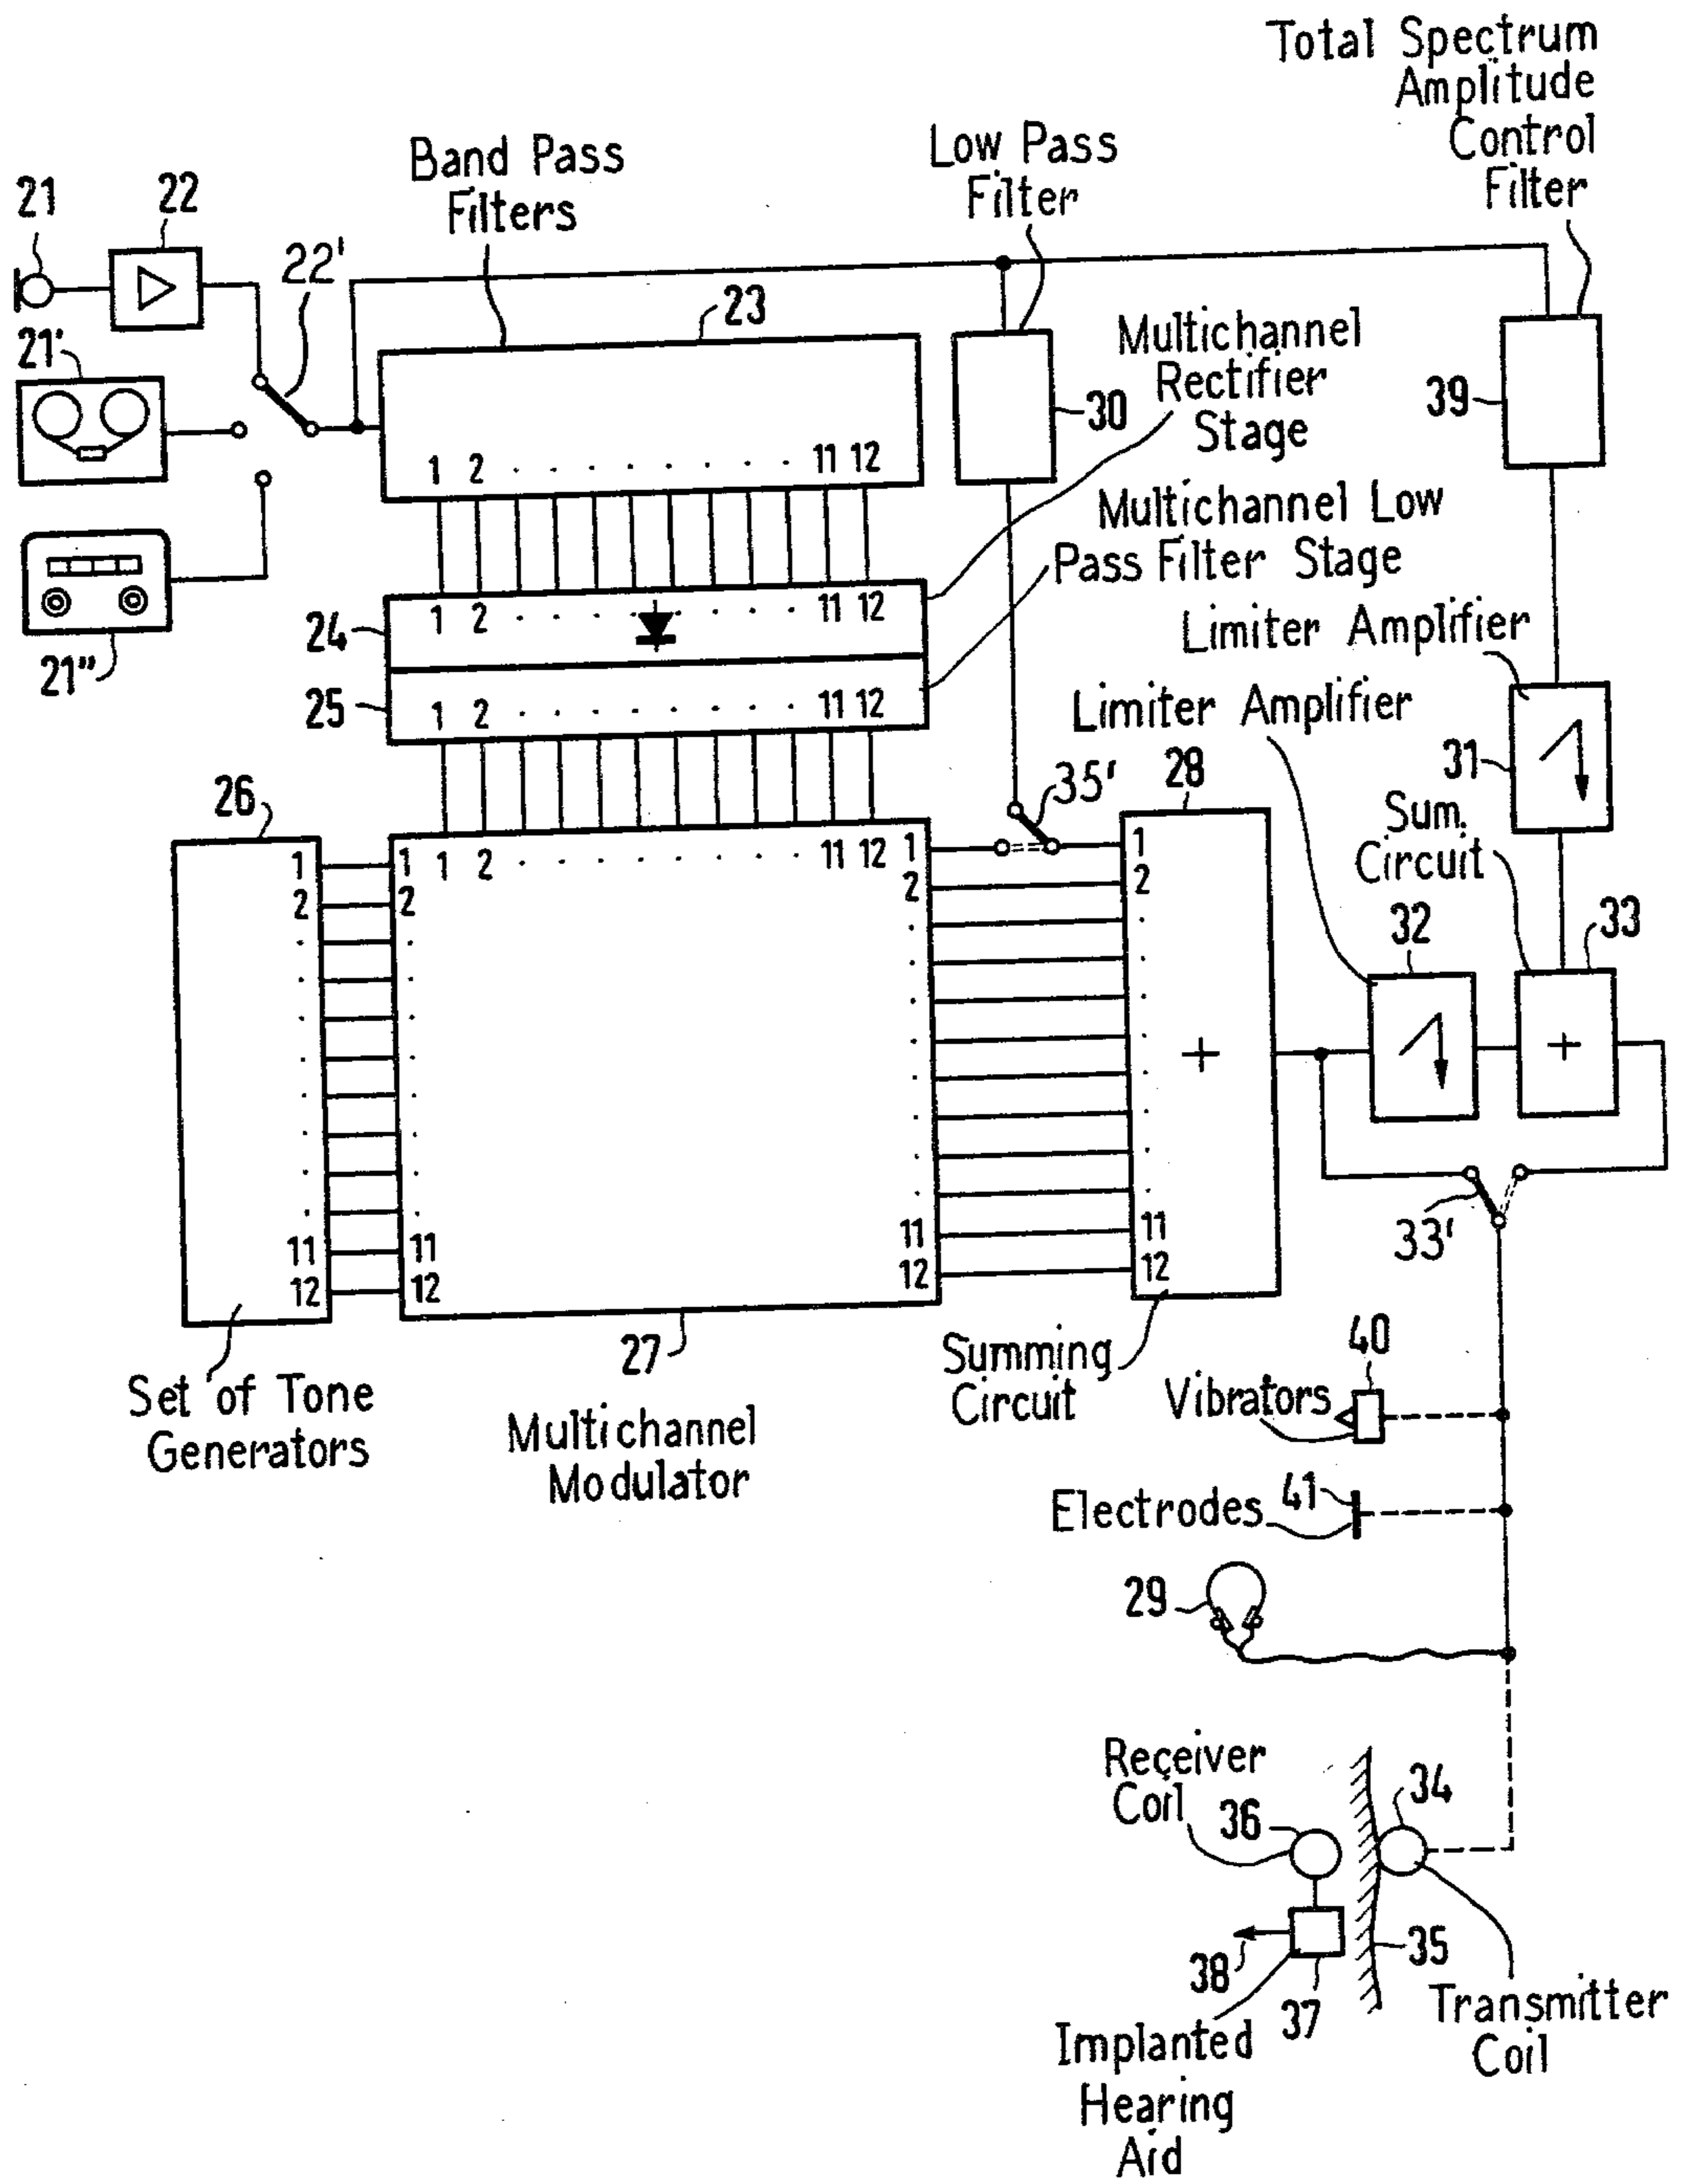 Total Spectrum
Amplitude
Control
Filter
Low Pass
Filter
Band Pass
Filters
21
22
22'
23
21'
Multichannel
Rectifier
Stage
30
39
1 2 . . . . . . . . 11 12
Multichannel Low
Pass Filter Stage
21"
24
1 2 . . . . . . . . 11 12
25
1 2 . . . . . . . . 11 12
Limiter Amplifier
Limiter Amplifier
31
26
35'
28
Sum.
Circuit
32
33
1
2
.
.
.
.
.
.
.
.
11
12
1
2
.
.
.
.
.
.
.
.
11
12
1 2 . . . . . . . . 11 12
1
2
.
.
.
.
.
.
.
.
11
12
1
2
.
.
.
.
.
.
.
.
11
12
+
+
33'
27
Set of Tone
Generators
Multichannel
Modulator
Summing
Circuit
40
Vibrators
Electrodes 41
29
Receiver
Coil
36
34
35
38
37
Transmitter
Coil
Implanted
Hearing
Aid